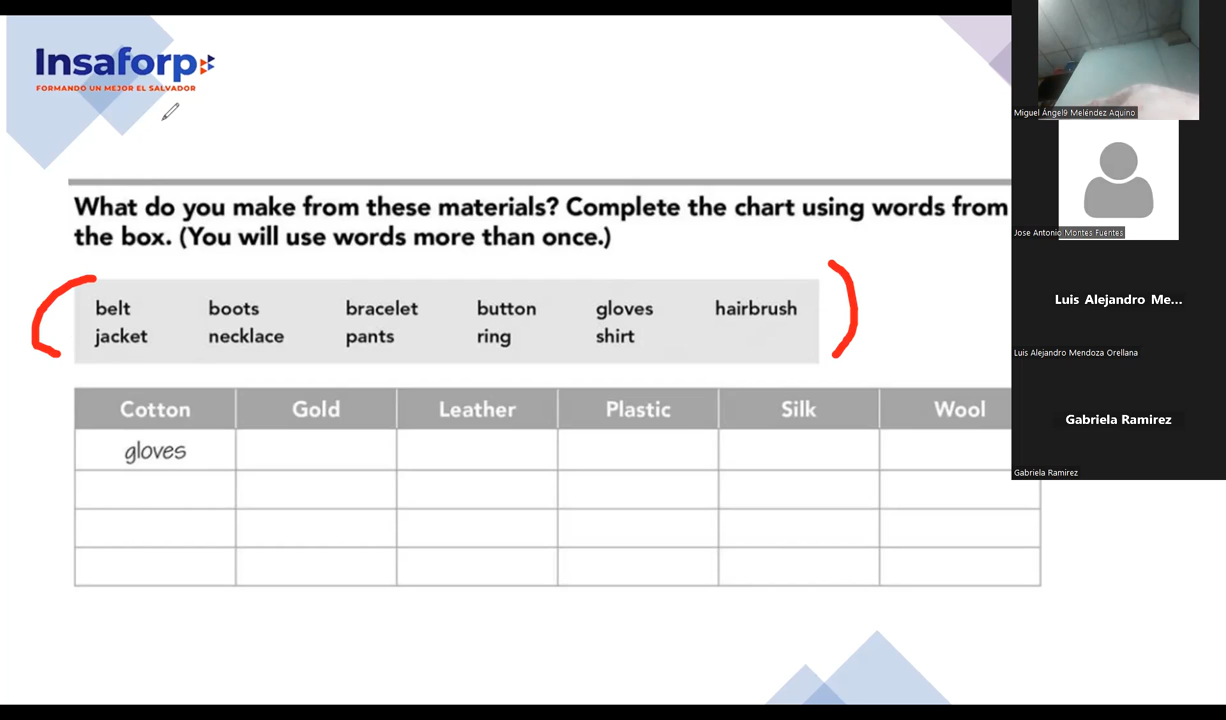 Insaforp
FORMANDO UN MEJOR EL SALVADOR
What do you make from these materials? Complete the chart using words from
the box. (You will use words more than once.)
belt boots bracelet button gloves hairbrush
jacket necklace pants ring shirt
Cotton Gold Leather Plastic Silk Wool
gloves
Miguel Ángel9 Meléndez Aquino
Jose Antonio Montes Fuentes
Luis Alejandro Me...
Luis Alejandro Mendoza Orellana
Gabriela Ramirez
Gabriela Ramirez